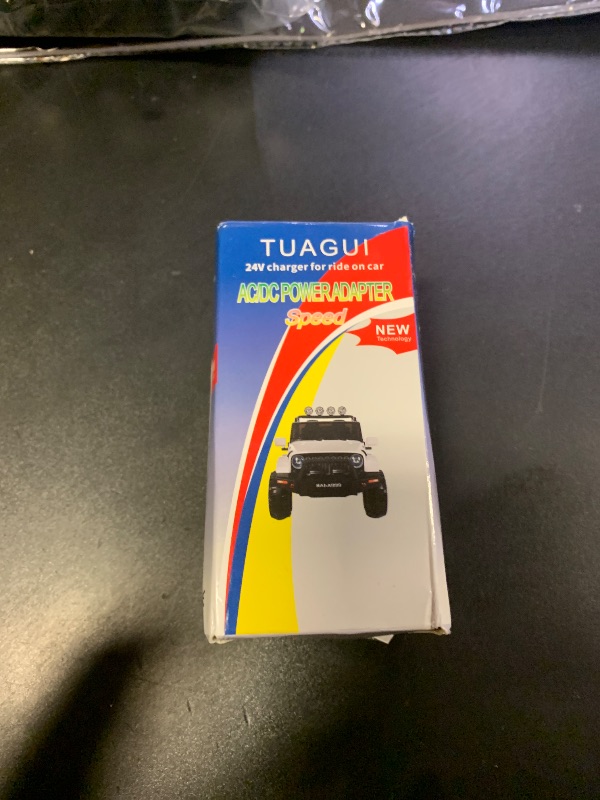 TUAGUI
24V charger for ride on car
AC/DC POWER ADAPTER
Speed
NEW
Technology